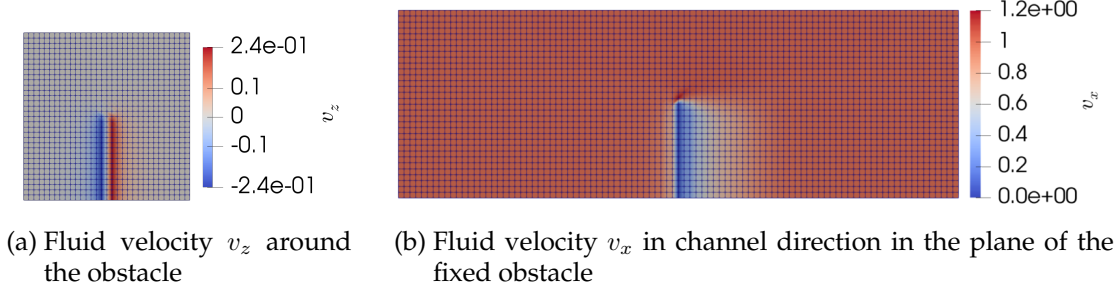 2.4e-01
0.1
0
-0.1
-2.4e-01
v_z
1.2e+00
1
0.8
0.6
0.4
0.2
0.0e+00
v_x
(a) Fluid velocity v_z around
the obstacle
(b) Fluid velocity v_x in channel direction in the plane of the
fixed obstacle